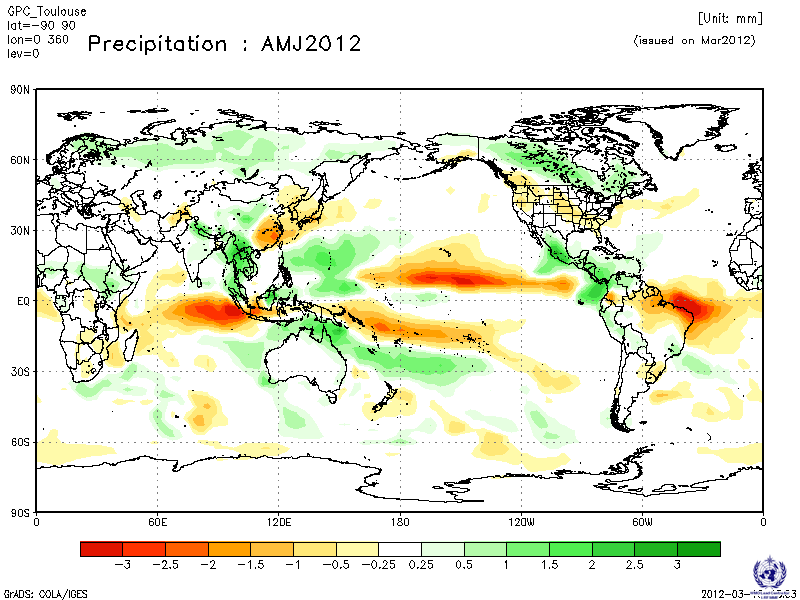 GPC_Toulouse
lat=-90 90
lon=0 360
lev=0
Precipitation : AMJ2012
[Unit: mm]
(issued on Mar2012)
90N
60N
30N
EQ
30S
60S
90S
0 60E 120E 180 120W 60W 0
-3 -2.5 -2 -1.5 -1 -0.5 -0.25 0.25 0.5 1 1.5 2 2.5 3
GrADS: COLA/IGES
2012-03-